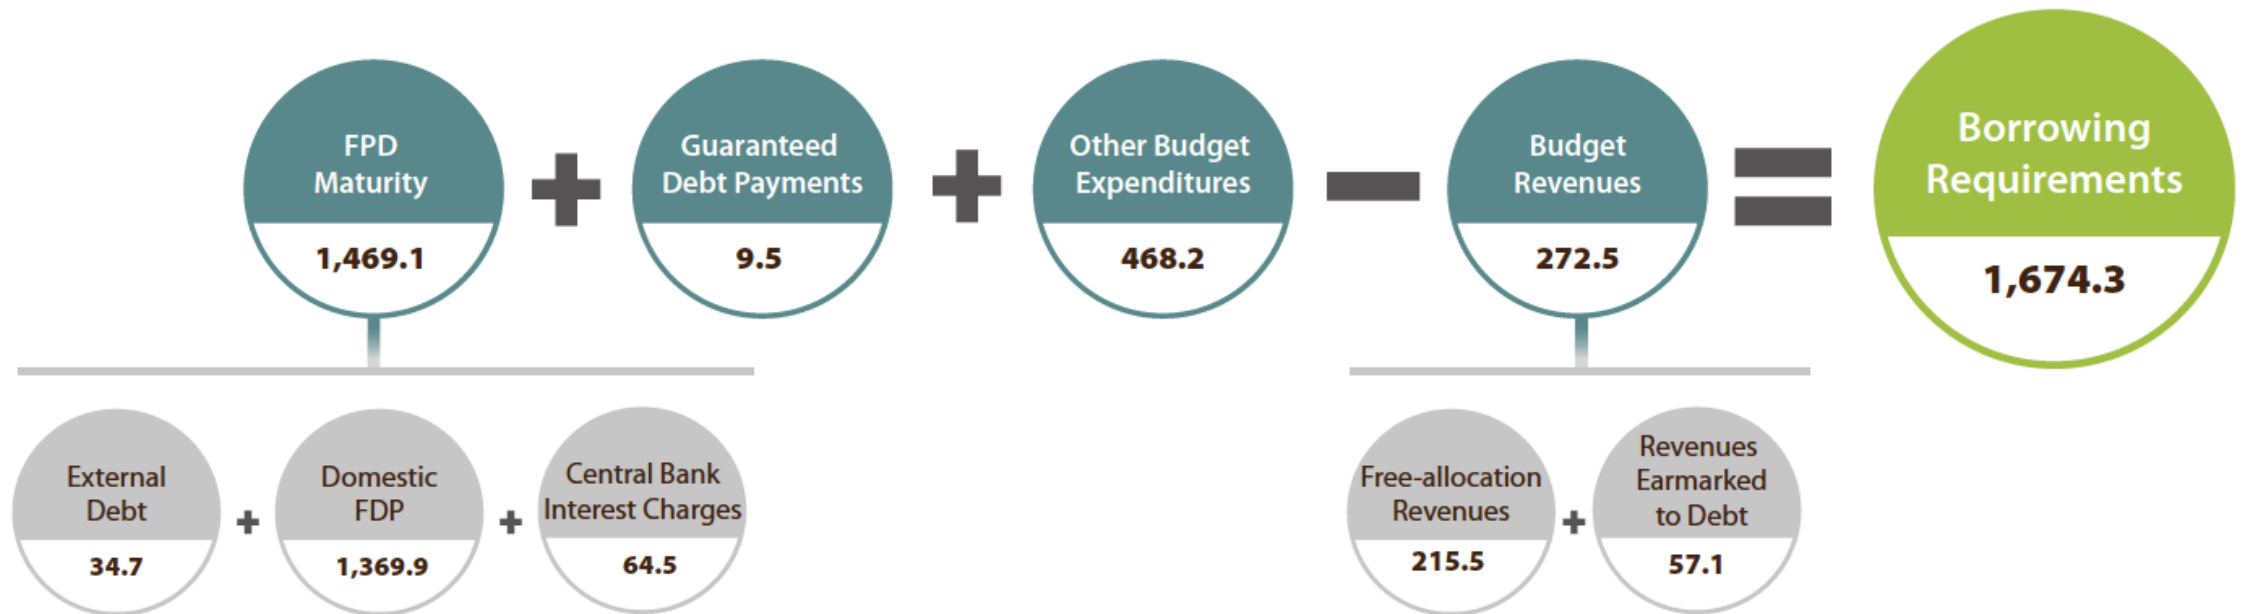 FPD
Maturity
1,469.1
Guaranteed
Debt Payments
9.5
Other Budget
Expenditures
468.2
Budget
Revenues
272.5
Borrowing
Requirements
1,674.3
External
Debt
34.7
Domestic
FDP
1,369.9
Central Bank
Interest Charges
64.5
Free-allocation
Revenues
215.5
Revenues
Earmarked
to Debt
57.1